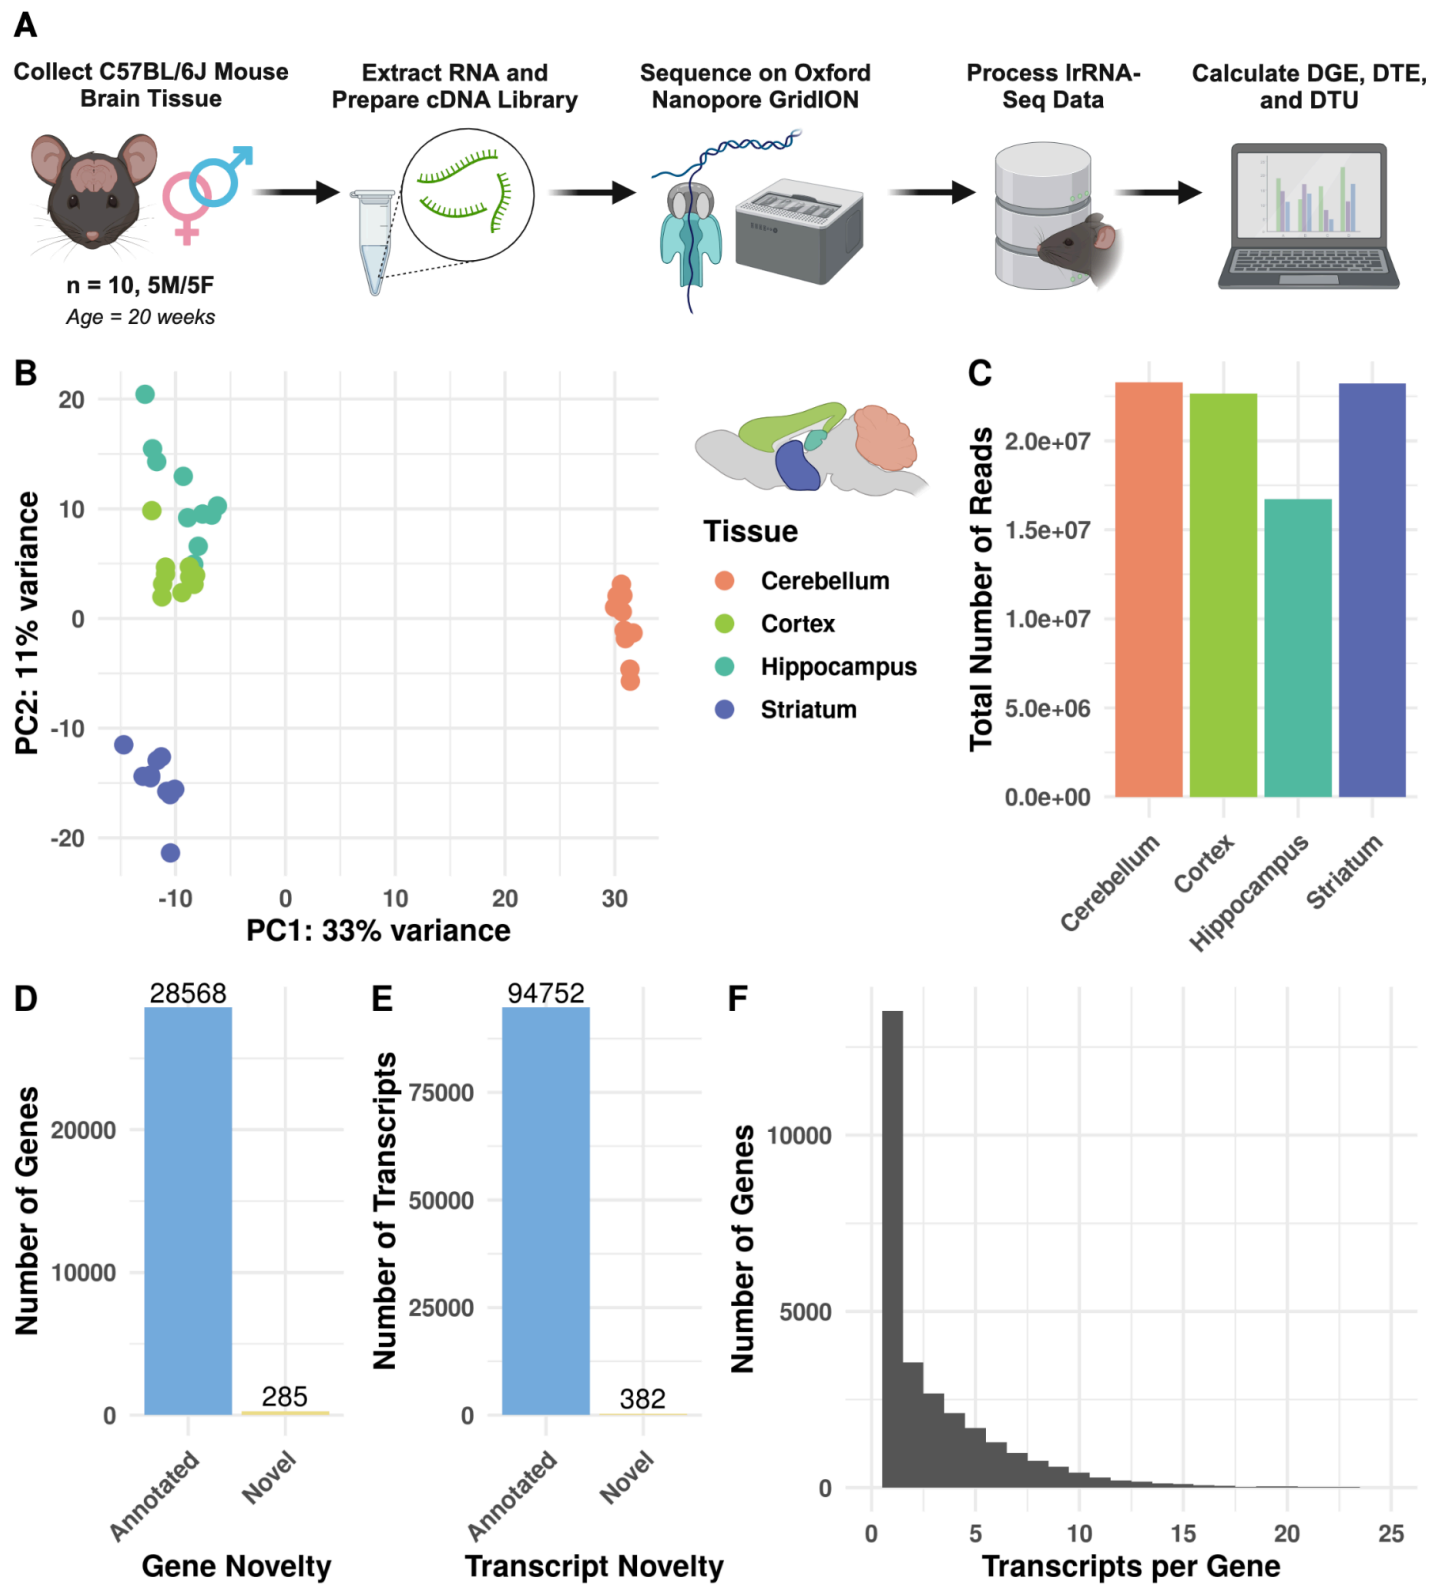 A
Collect C57BL/6J Mouse
Brain Tissue
n = 10, 5M/5F
Age = 20 weeks
Extract RNA and
Prepare cDNA Library
Sequence on Oxford
Nanopore GridION
Process lrRNA-
Seq Data
Calculate DGE, DTE,
and DTU
B
PC2: 11% variance
20
10
0
-10
-20
-10
0
10
20
30
PC1: 33% variance
Tissue
Cerebellum
Cortex
Hippocampus
Striatum
C
Total Number of Reads
2.0e+07
1.5e+07
1.0e+07
5.0e+06
0.0e+00
Cerebellum
Cortex
Hippocampus
Striatum
D
Number of Genes
20000
10000
0
28568
285
Annotated
Novel
Gene Novelty
E
Number of Transcripts
75000
50000
25000
0
94752
382
Annotated
Novel
Transcript Novelty
F
Number of Genes
10000
5000
0
0
5
10
15
20
25
Transcripts per Gene